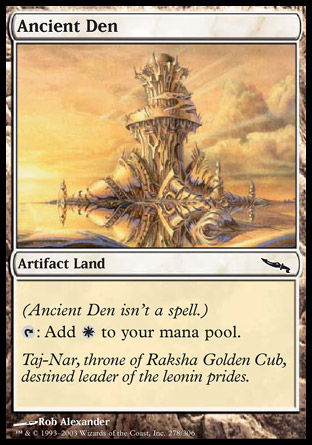 Ancient Den
Artifact Land
(Ancient Den isn't a spell.)
: Add to your mana pool.
Taj-Nar, throne of Raksha Golden Cub,
destined leader of the leonin prides.
Rob Alexander
™ & © 1993–2003 Wizards of the Coast, Inc. 278/306